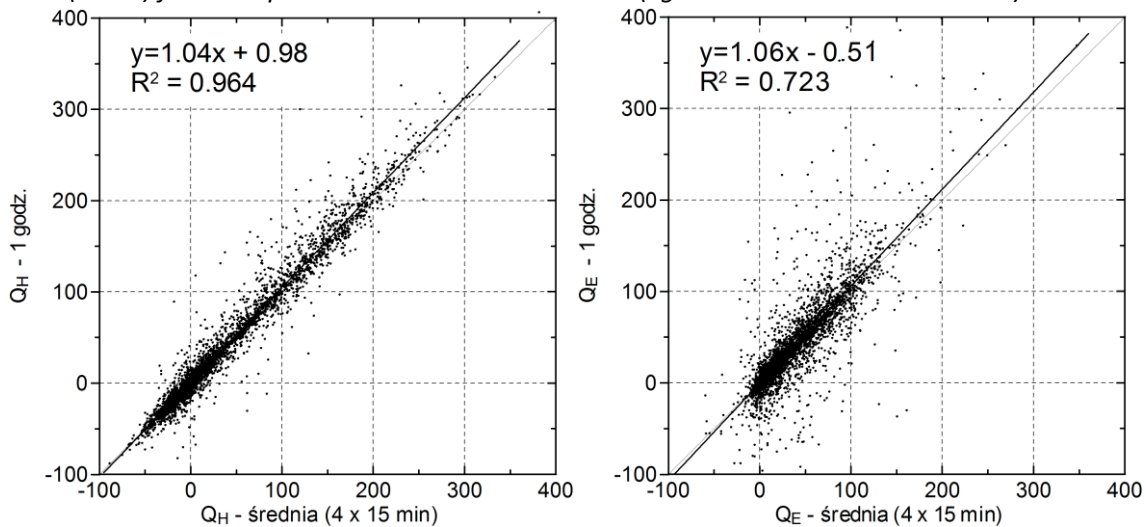 y=1.04x + 0.98
R² = 0.964
400
300
200
100
0
-100
Q_H - 1 godz.
-100 0 100 200 300 400
Q_H - średnia (4 x 15 min)
y=1.06x - 0.51
R² = 0.723
400
300
200
100
0
-100
Q_E - 1 godz.
-100 0 100 200 300 400
Q_E - średnia (4 x 15 min)